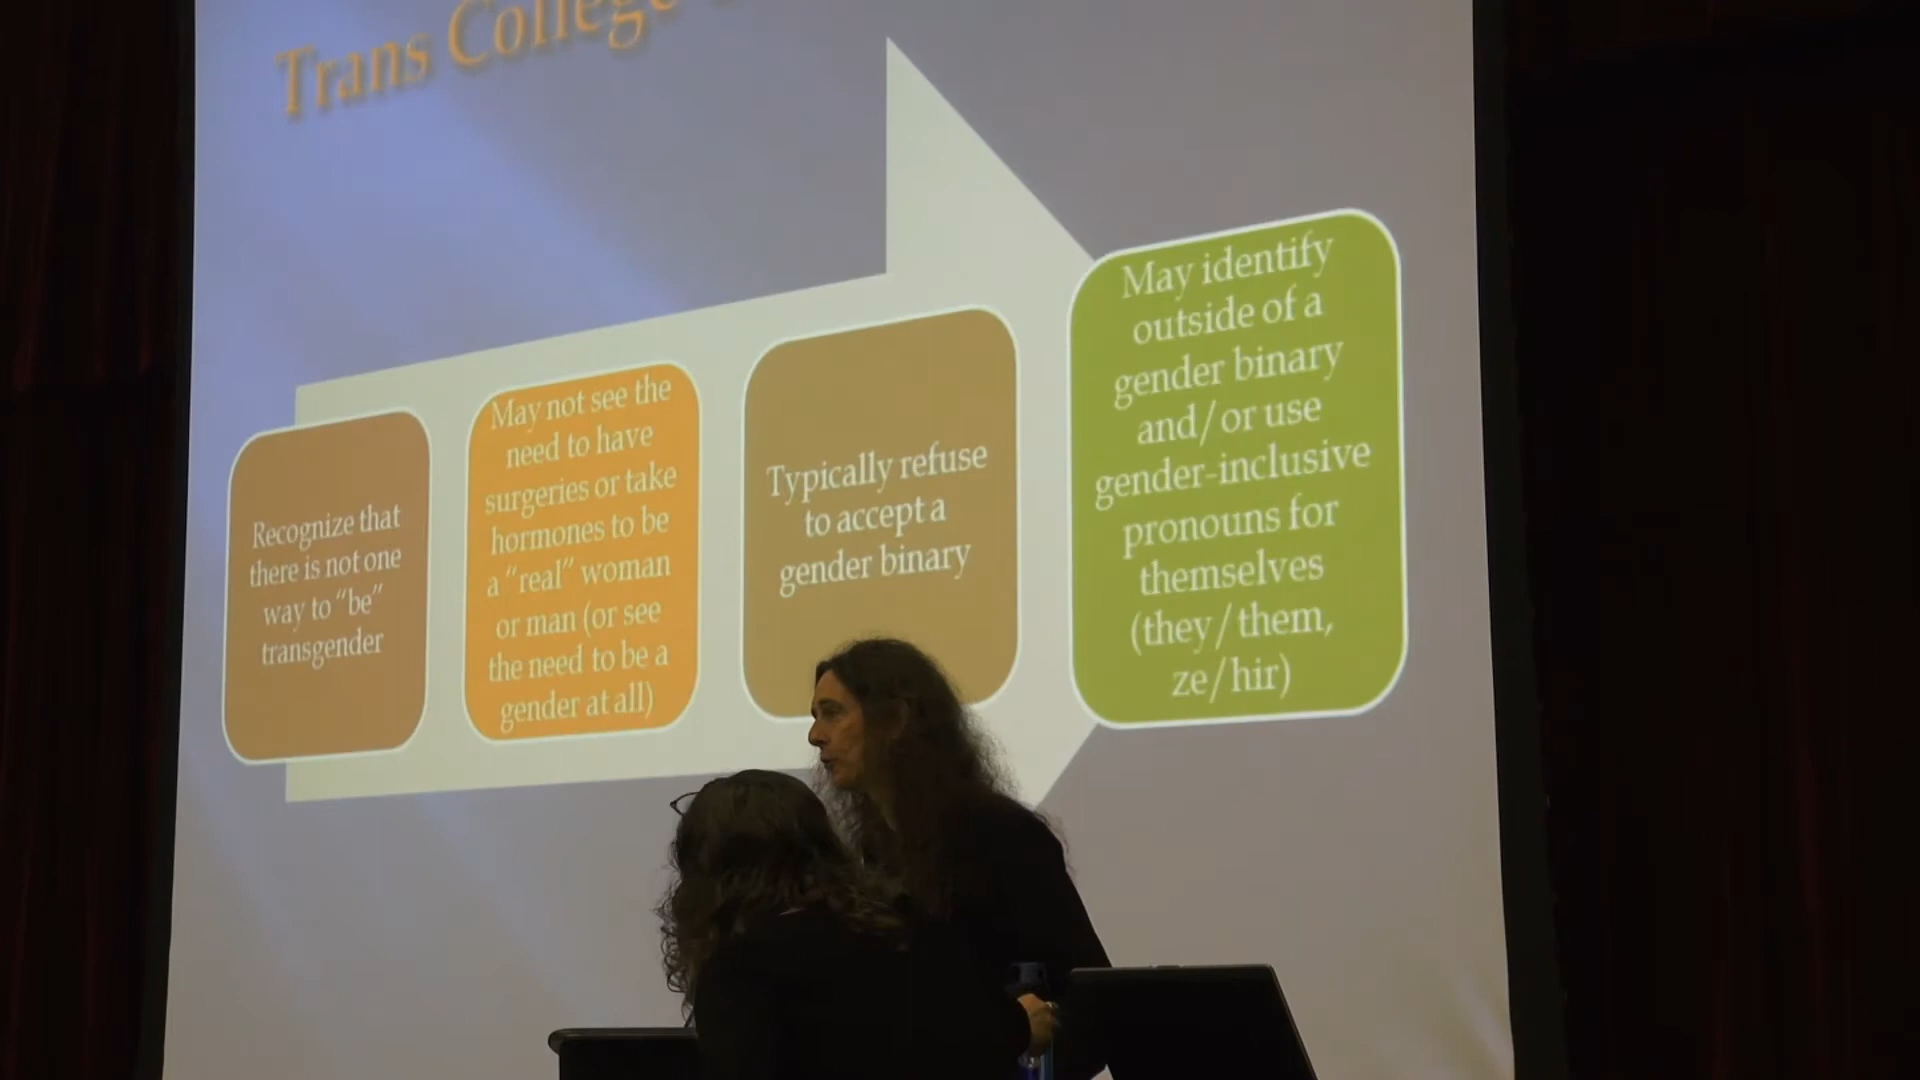 Trans College
Recognize that
there is not one
way to “be”
transgender
May not see the
need to have
surgeries or take
hormones to be
a “real” woman
or man (or see
the need to be a
gender at all)
Typically refuse
to accept a
gender binary
May identify
outside of a
gender binary
and/or use
gender-inclusive
pronouns for
themselves
(they/them,
ze/hir)